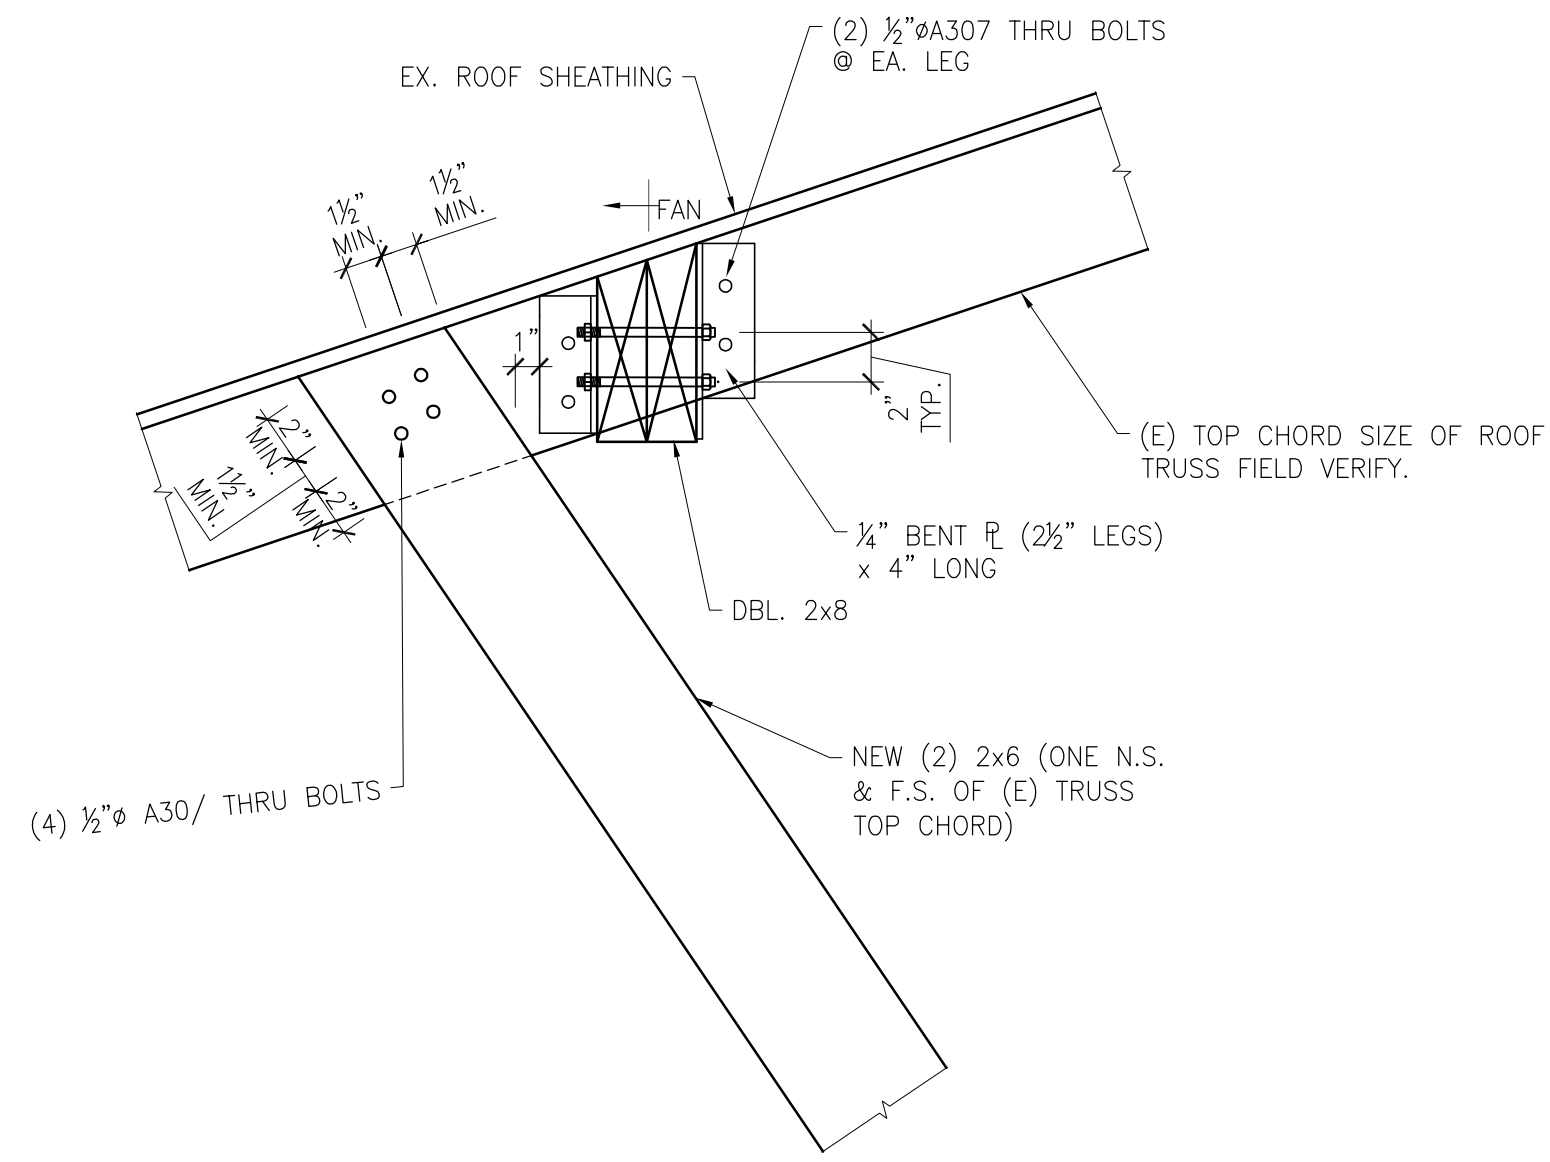 (2) ½"øA307 THRU BOLTS
@ EA. LEG
EX. ROOF SHEATHING
1½"
MIN.
1½"
MIN.
FAN
1"
2"
TYP.
2"
MIN.
1½"
MIN.
2"
MIN.
(E) TOP CHORD SIZE OF ROOF
TRUSS FIELD VERIFY.
¼" BENT ⅊ (2½" LEGS)
x 4" LONG
DBL. 2x8
NEW (2) 2x6 (ONE N.S.
& F.S. OF (E) TRUSS
TOP CHORD)
(4) ½"ø A30/ THRU BOLTS